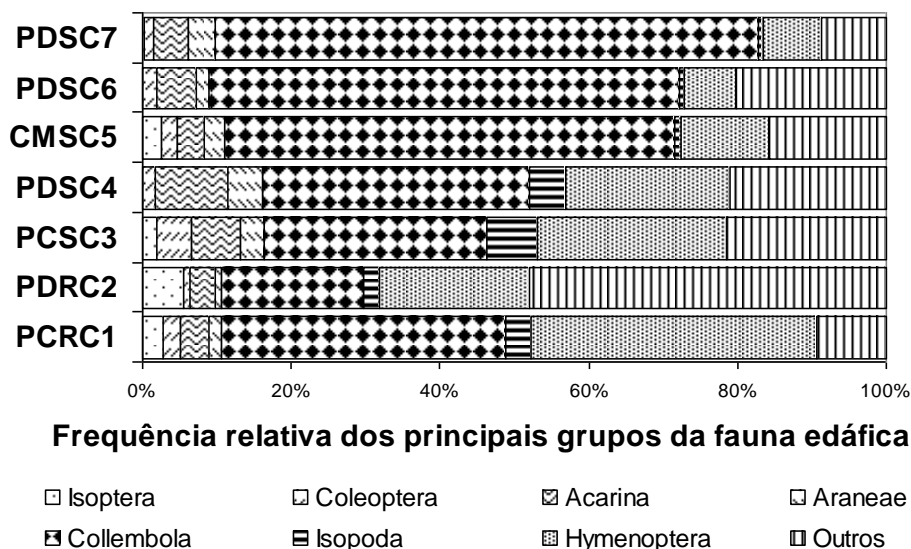 PDSC7
PDSC6
CMSC5
PDSC4
PCSC3
PDRC2
PCRC1
0% 20% 40% 60% 80% 100%
Frequência relativa dos principais grupos da fauna edáfica
Isoptera Coleoptera Acarina Araneae
Collembola Isopoda Hymenoptera Outros